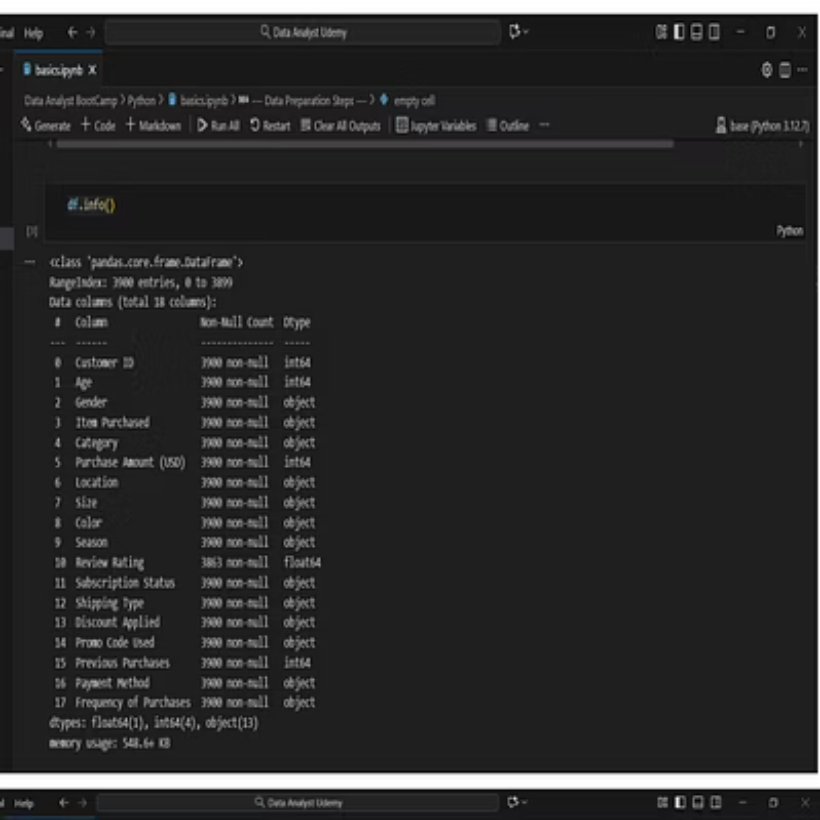 Help Data Analyst Udemy
basics.ipynb
Data Analyst BootCamp > Python > basics.ipynb > — Data Preparation Steps — > empty cell
Generate + Code + Markdown Run All Restart Clear All Outputs Jupyter Variables Outline ... base (Python 3.12.7)
df.info()
Python
<class 'pandas.core.frame.DataFrame'>
RangeIndex: 3900 entries, 0 to 3899
Data columns (total 18 columns):
# Column Non-Null Count Dtype
--- ------ -------------- -----
0 Customer ID 3900 non-null int64
1 Age 3900 non-null int64
2 Gender 3900 non-null object
3 Item Purchased 3900 non-null object
4 Category 3900 non-null object
5 Purchase Amount (USD) 3900 non-null int64
6 Location 3900 non-null object
7 Size 3900 non-null object
8 Color 3900 non-null object
9 Season 3900 non-null object
10 Review Rating 3863 non-null float64
11 Subscription Status 3900 non-null object
12 Shipping Type 3900 non-null object
13 Discount Applied 3900 non-null object
14 Promo Code Used 3900 non-null object
15 Previous Purchases 3900 non-null int64
16 Payment Method 3900 non-null object
17 Frequency of Purchases 3900 non-null object
dtypes: float64(1), int64(4), object(13)
memory usage: 548.6+ KB
Help Data Analyst Udemy